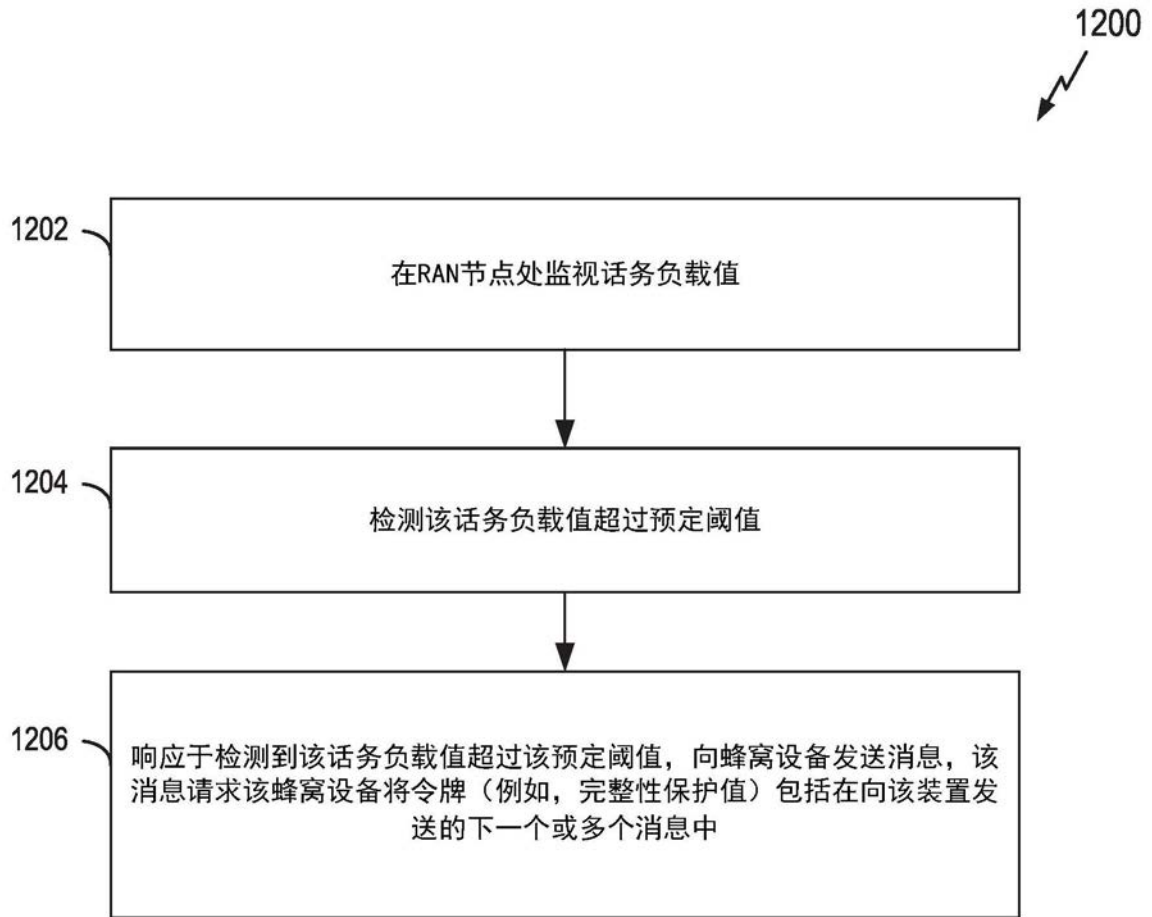 1200
1202
在RAN节点处监视话务负载值
1204
检测该话务负载值超过预定阈值
1206
响应于检测到该话务负载值超过该预定阈值，向蜂窝设备发送消息，该
消息请求该蜂窝设备将令牌（例如，完整性保护值）包括在向该装置发
送的下一个或多个消息中